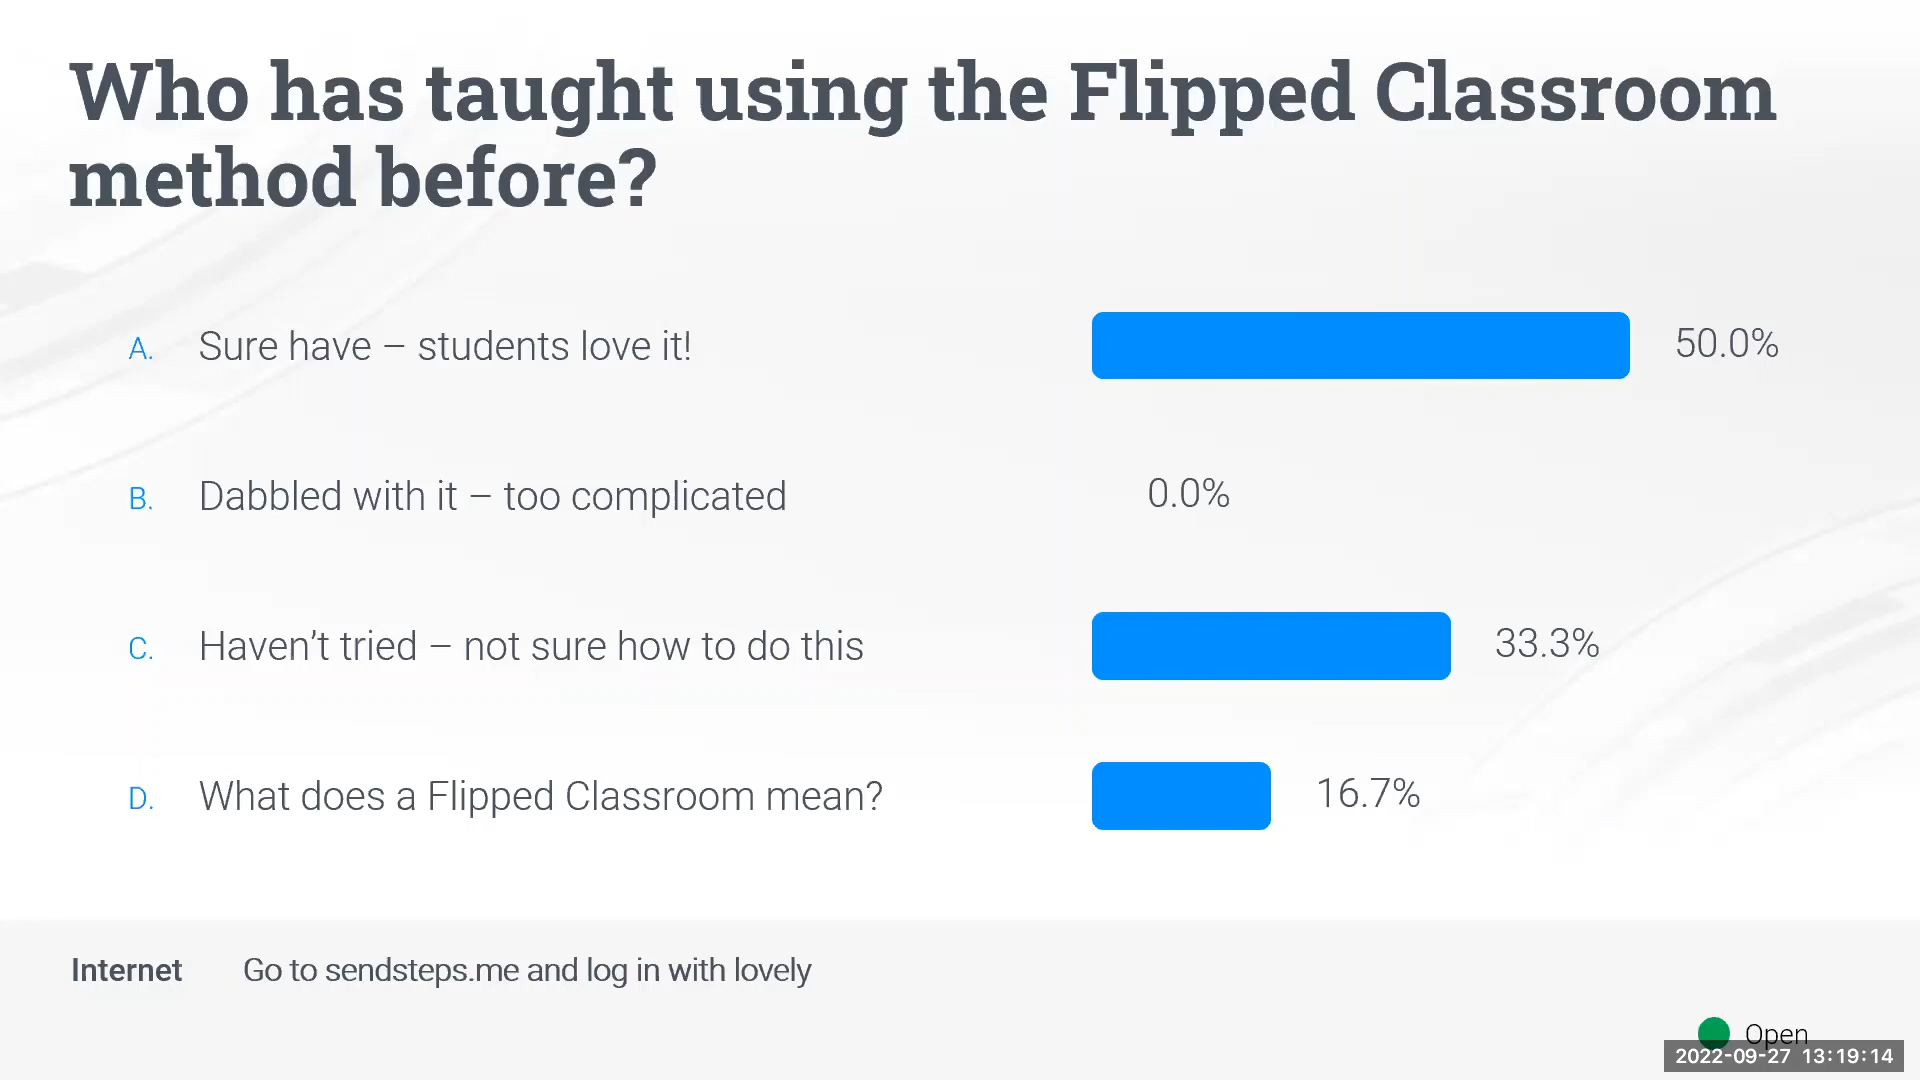 Who has taught using the Flipped Classroom
method before?
A. Sure have – students love it! 50.0%
B. Dabbled with it – too complicated 0.0%
C. Haven’t tried – not sure how to do this 33.3%
D. What does a Flipped Classroom mean? 16.7%
Internet Go to sendsteps.me and log in with lovely
Open
2022-09-27 13:19:14